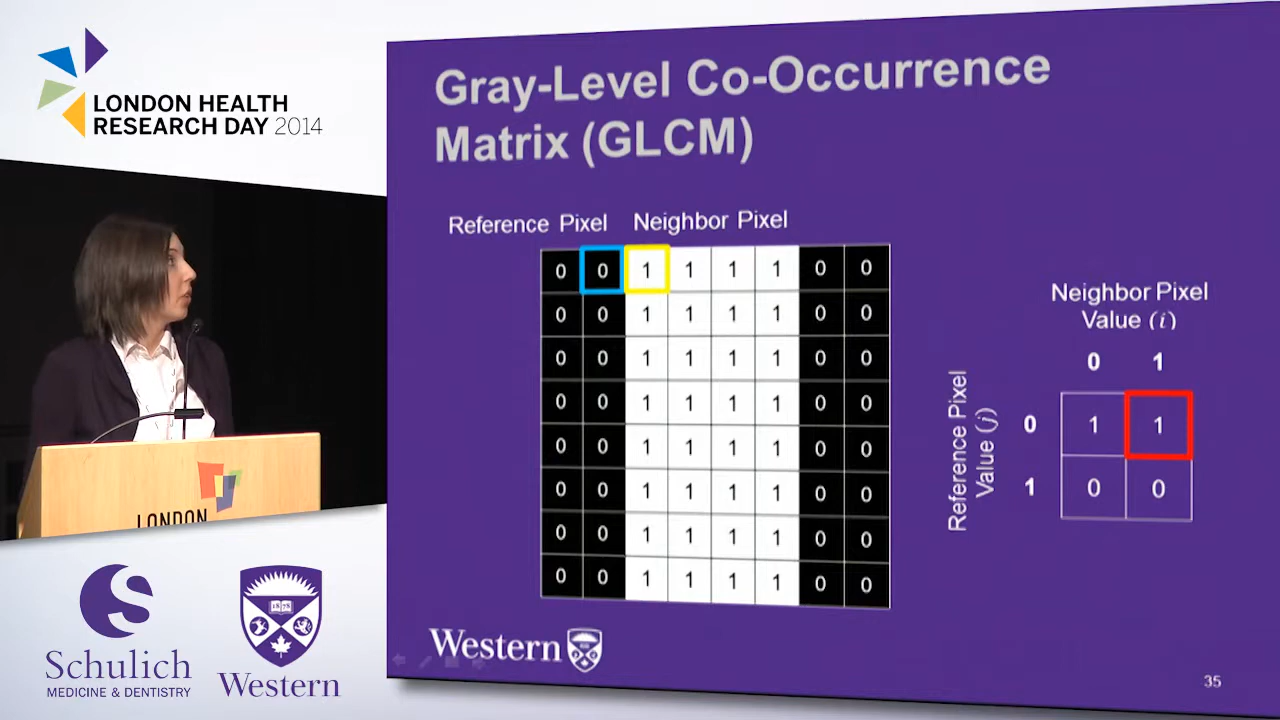 LONDON HEALTH
RESEARCH DAY 2014
Gray-Level Co-Occurrence
Matrix (GLCM)
Reference Pixel Neighbor Pixel
0 0 1 1 1 1 0 0
0 0 1 1 1 1 0 0
0 0 1 1 1 1 0 0
0 0 1 1 1 1 0 0
0 0 1 1 1 1 0 0
0 0 1 1 1 1 0 0
0 0 1 1 1 1 0 0
0 0 1 1 1 1 0 0
Neighbor Pixel
Value (i)
0 1
Reference Pixel
Value (j)
0 1 1
1 0 0
LONDON
1878
Schulich
MEDICINE & DENTISTRY
Western
Western
35